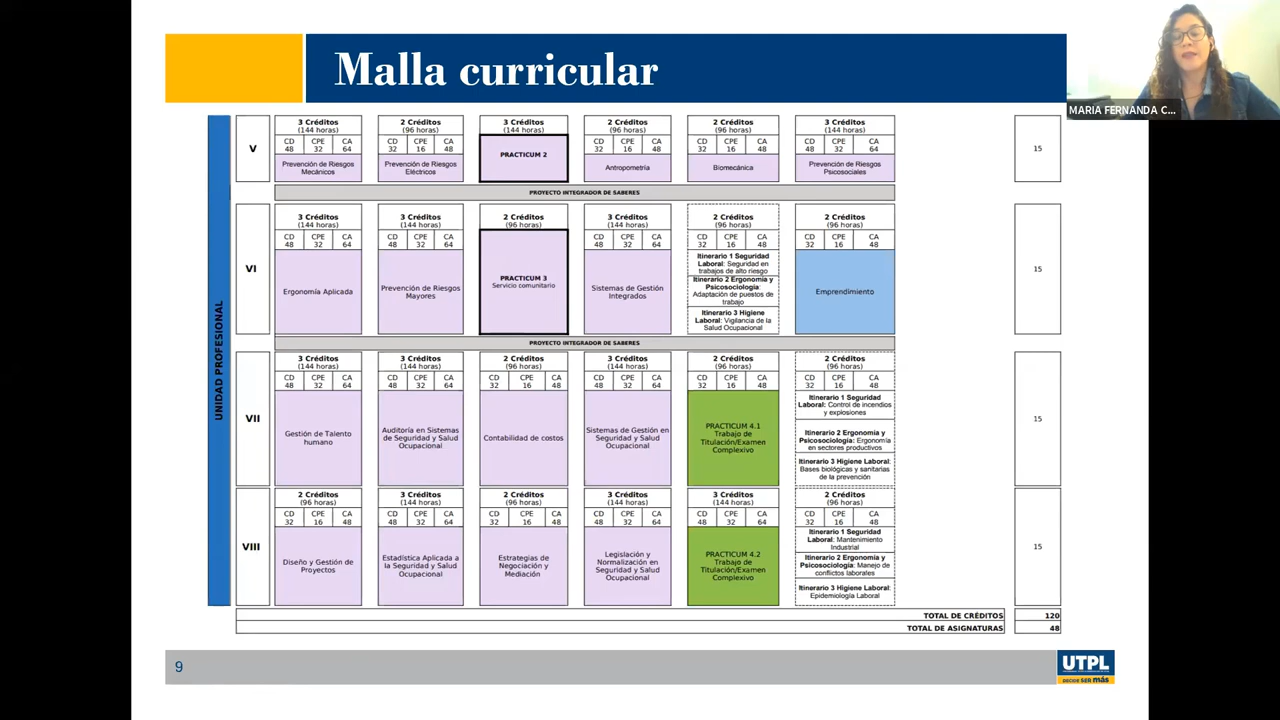 Malla curricular
MARIA FERNANDA C...
UNIDAD PROFESIONAL
V
3 Créditos
(144 horas)
CD CPE CA
48 32 64
Prevención de Riesgos
Mecánicos
2 Créditos
(96 horas)
CD CPE CA
32 16 48
Prevención de Riesgos
Eléctricos
3 Créditos
(144 horas)
PRACTICUM 2
2 Créditos
(96 horas)
CD CPE CA
32 16 48
Antropometría
2 Créditos
(96 horas)
CD CPE CA
32 16 48
Biomecánica
3 Créditos
(144 horas)
CD CPE CA
48 32 64
Prevención de Riesgos
Psicosociales
15
PROYECTO INTEGRADOR DE SABERES
VI
3 Créditos
(144 horas)
CD CPE CA
48 32 64
Ergonomía Aplicada
3 Créditos
(144 horas)
CD CPE CA
48 32 64
Prevención de Riesgos
Mayores
2 Créditos
(96 horas)
PRACTICUM 3
Servicio comunitario
3 Créditos
(144 horas)
CD CPE CA
48 32 64
Sistemas de Gestión
Integrados
2 Créditos
(96 horas)
CD CPE CA
32 16 48
Itinerario 1 Seguridad
Laboral: Seguridad en
trabajos de alto riesgo
Itinerario 2 Ergonomía y
Psicosociología:
Adaptación de puestos de
trabajo
Itinerario 3 Higiene
Laboral: Vigilancia de la
Salud Ocupacional
2 Créditos
(96 horas)
CD CPE CA
32 16 48
Emprendimiento
15
PROYECTO INTEGRADOR DE SABERES
VII
3 Créditos
(144 horas)
CD CPE CA
48 32 64
Gestión de Talento
humano
3 Créditos
(144 horas)
CD CPE CA
48 32 64
Auditoría en Sistemas
de Seguridad y Salud
Ocupacional
2 Créditos
(96 horas)
CD CPE CA
32 16 48
Contabilidad de costos
3 Créditos
(144 horas)
CD CPE CA
48 32 64
Sistemas de Gestión en
Seguridad y Salud
Ocupacional
2 Créditos
(96 horas)
CD CPE CA
32 16 48
PRACTICUM 4.1
Trabajo de
Titulación/Examen
Complexivo
2 Créditos
(96 horas)
CD CPE CA
32 16 48
Itinerario 1 Seguridad
Laboral: Control de incendios
y explosiones
Itinerario 2 Ergonomía y
Psicosociología: Ergonomía
en sectores productivos
Itinerario 3 Higiene Laboral:
Bases biológicas y sanitarias
de la prevención
15
VIII
2 Créditos
(96 horas)
CD CPE CA
32 16 48
Diseño y Gestión de
Proyectos
3 Créditos
(144 horas)
CD CPE CA
48 32 64
Estadística Aplicada a
la Seguridad y Salud
Ocupacional
2 Créditos
(96 horas)
CD CPE CA
32 16 48
Estrategias de
Negociación y
Mediación
3 Créditos
(144 horas)
CD CPE CA
48 32 64
Legislación y
Normalización en
Seguridad y Salud
Ocupacional
3 Créditos
(144 horas)
CD CPE CA
48 32 64
PRACTICUM 4.2
Trabajo de
Titulación/Examen
Complexivo
2 Créditos
(96 horas)
CD CPE CA
32 16 48
Itinerario 1 Seguridad
Laboral: Mantenimiento
Industrial
Itinerario 2 Ergonomía y
Psicosociología: Manejo de
conflictos laborales
Itinerario 3 Higiene
Laboral: Epidemiología Laboral
15
TOTAL DE CRÉDITOS 120
TOTAL DE ASIGNATURAS 48
9
UTPL
DECIDE SER más